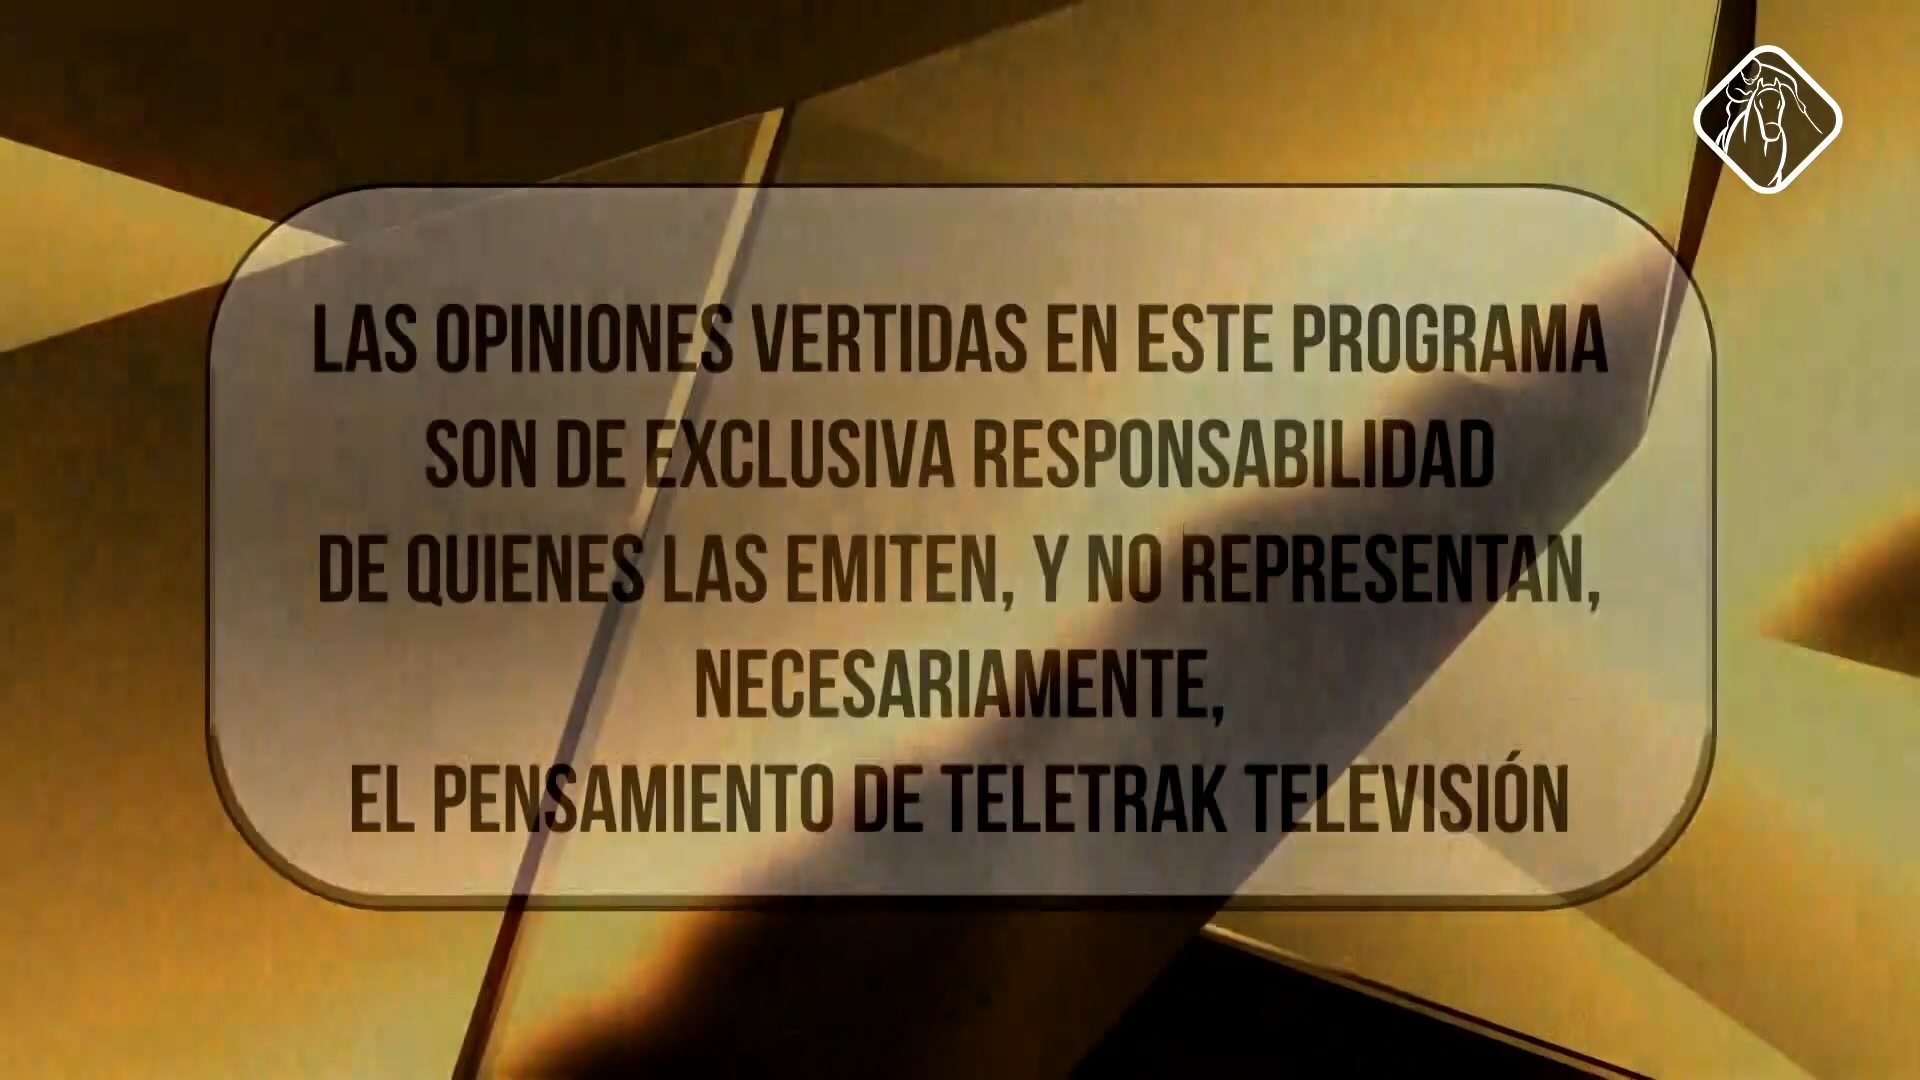 LAS OPINIONES VERTIDAS EN ESTE PROGRAMA
SON DE EXCLUSIVA RESPONSABILIDAD
DE QUIENES LAS EMITEN, Y NO REPRESENTAN,
NECESARIAMENTE,
EL PENSAMIENTO DE TELETRAK TELEVISIÓN